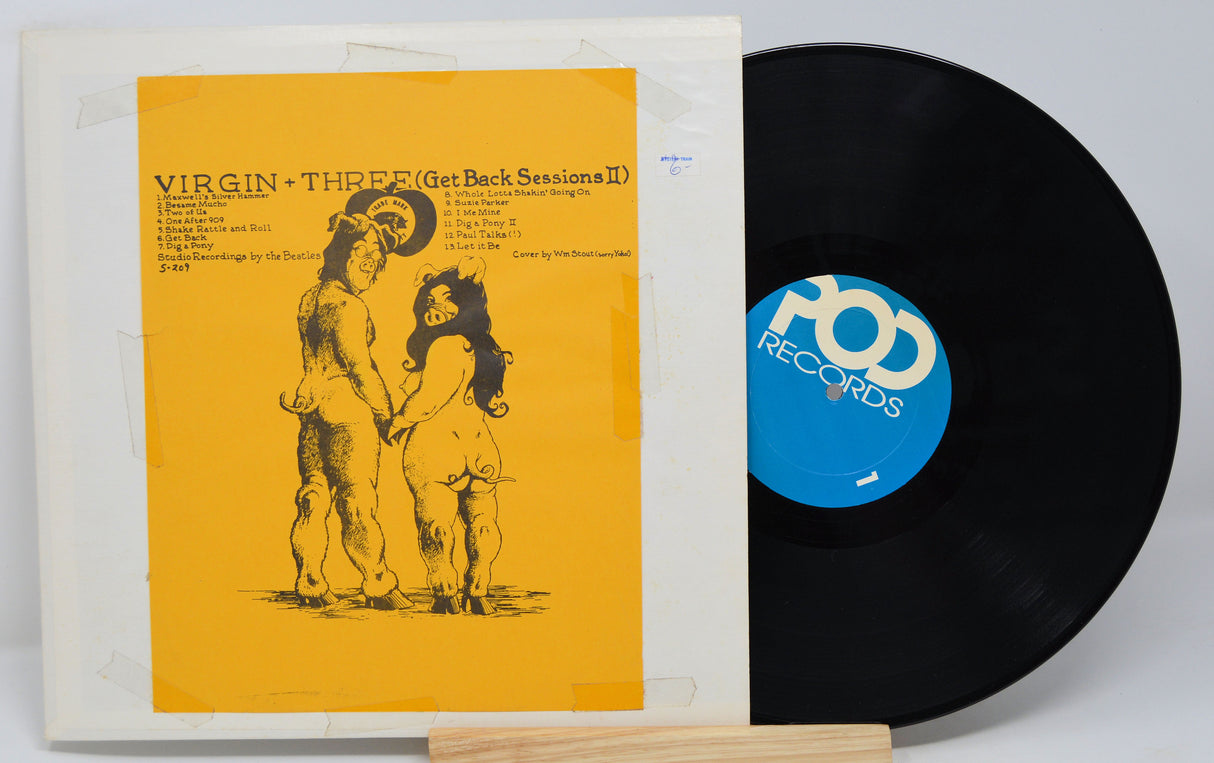 VIRGIN + THREE (Get Back Sessions II)
1. Maxwell's Silver Hammer
2. Besame Mucho
3. Two of Us
4. One After 909
5. Shake Rattle and Roll
6. Get Back
7. Dig a Pony
Studio Recordings by the Beatles
S-209
8. Whole Lotta Shakin' Going On
9. Suzie Parker
10. I Me Mine
11. Dig a Pony II
12. Paul Talks (!)
13. Let it Be
Cover by Wm Stout (sorry Yoko!)
TRADE MARK
6-
POD
RECORDS
1